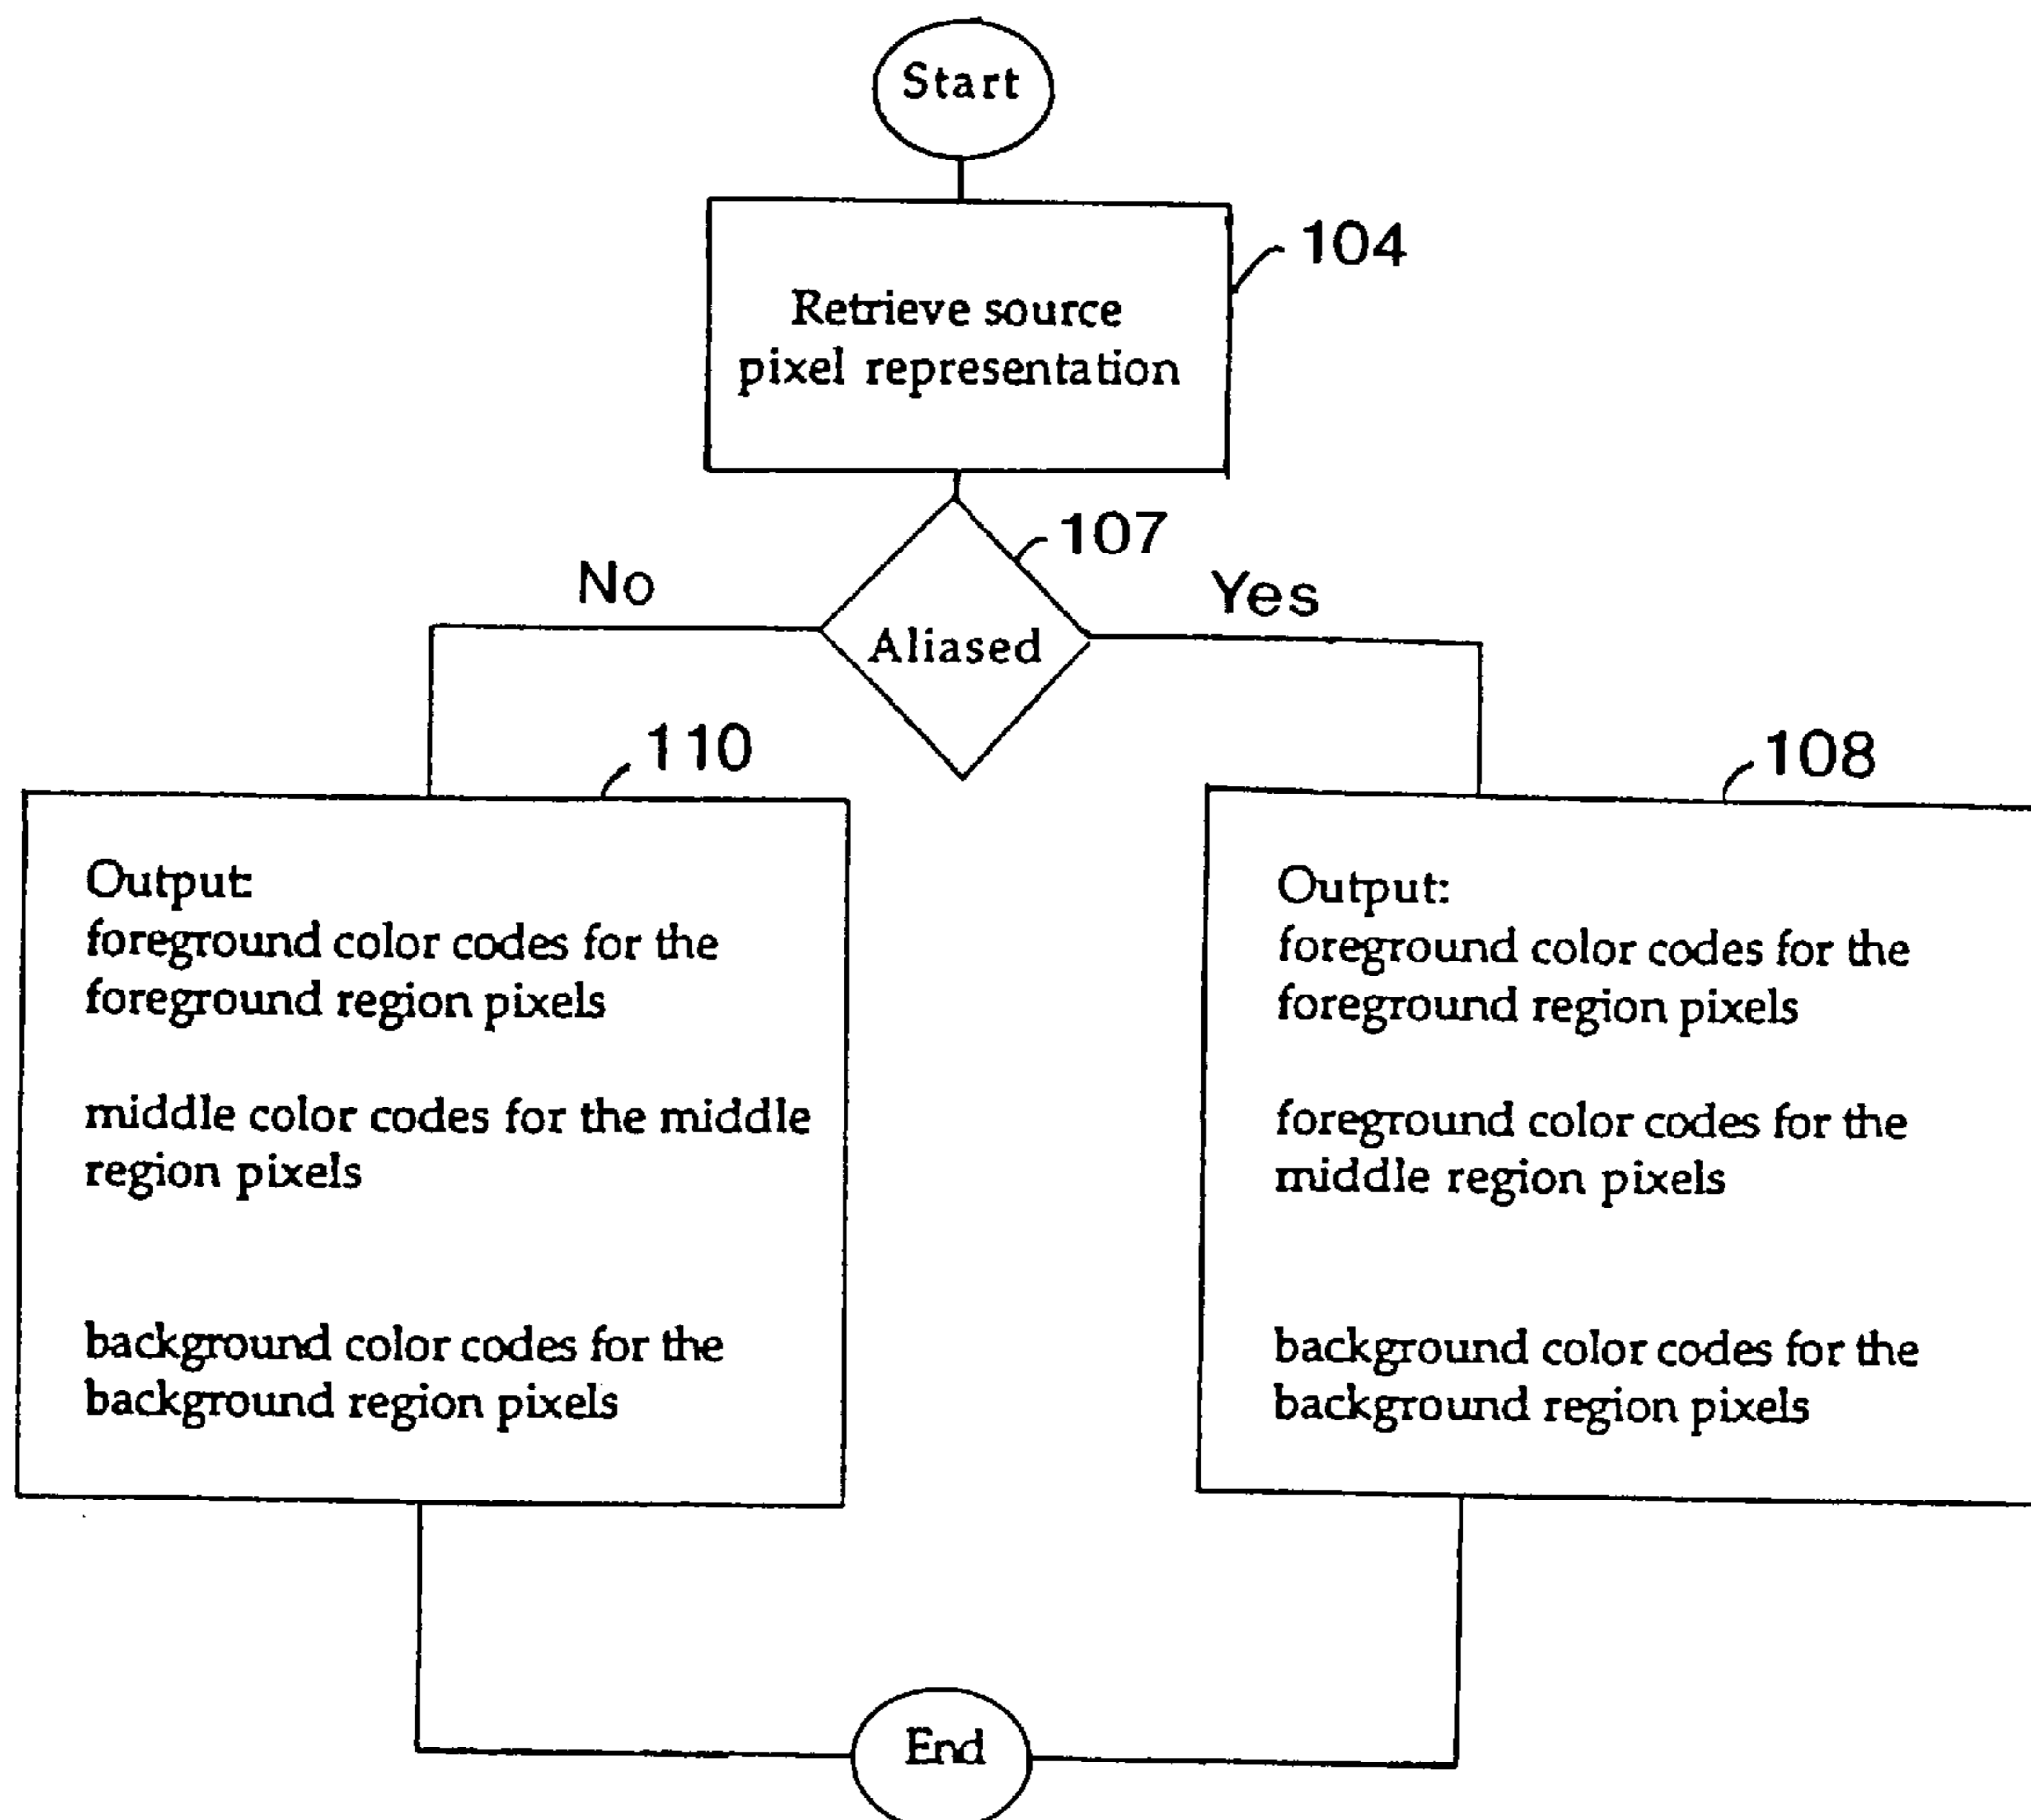 Start
104
Retrieve source
pixel representation
107
No
Yes
Aliased
110
108
Output:
foreground color codes for the
foreground region pixels
middle color codes for the middle
region pixels
background color codes for the
background region pixels
Output:
foreground color codes for the
foreground region pixels
foreground color codes for the
middle region pixels
background color codes for the
background region pixels
End